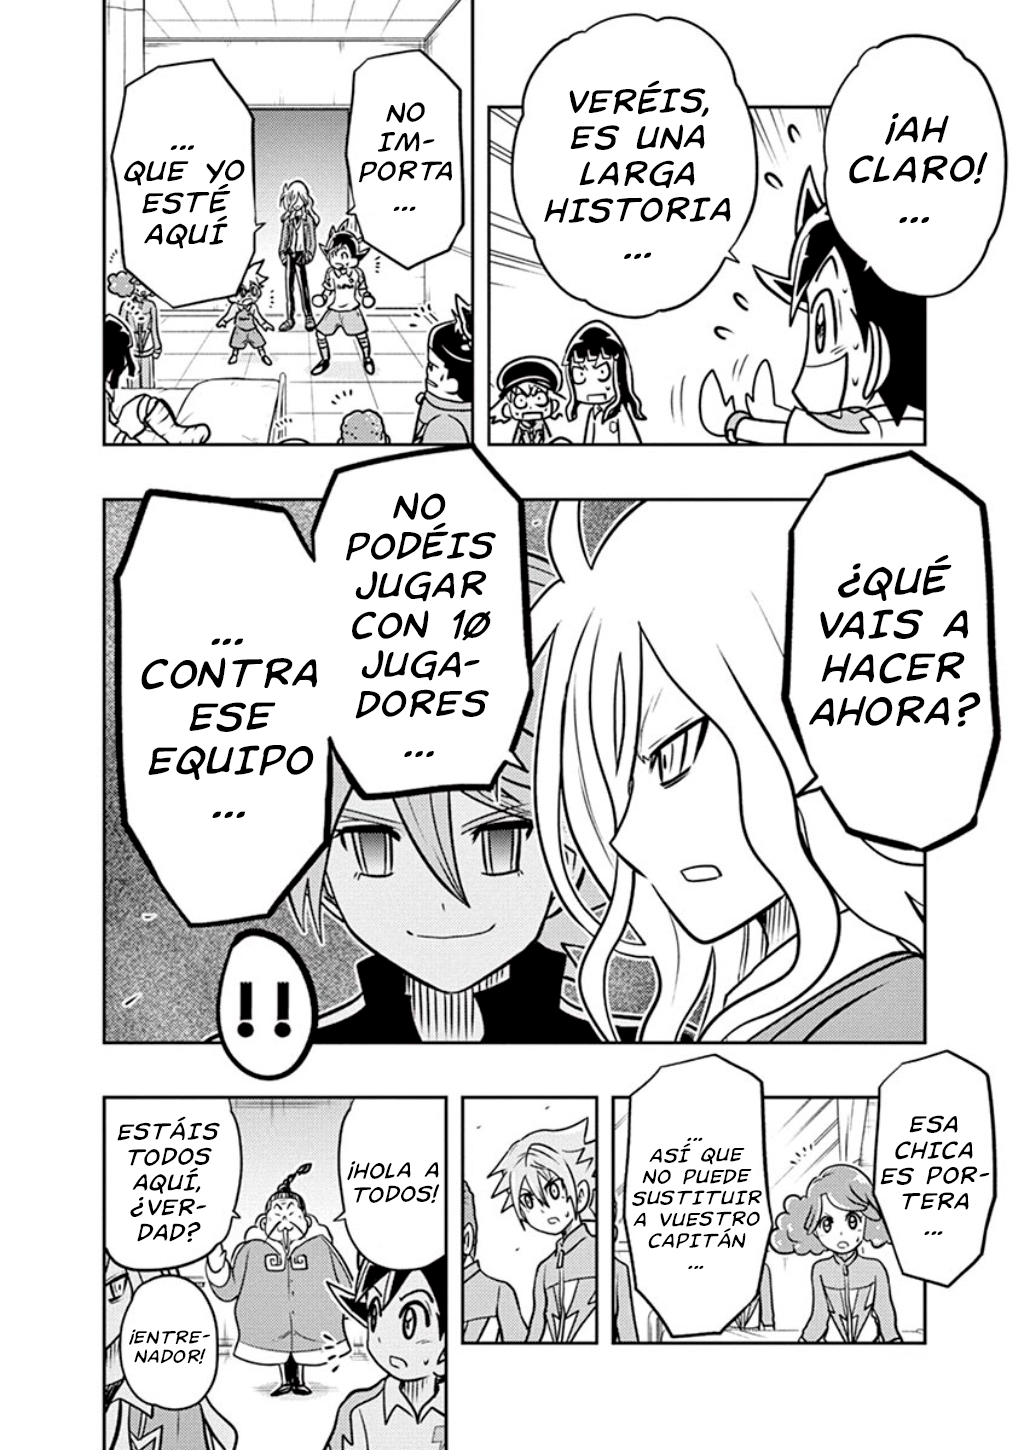 ¡AH
CLARO!
...
VERÉIS,
ES UNA
LARGA
HISTORIA
...
NO
IM-
PORTA
...
...
QUE YO
ESTÉ
AQUÍ
¿QUÉ
VAIS A
HACER
AHORA?
NO
PODÉIS
JUGAR
CON 10
JUGA-
DORES
...
...
CONTRA
ESE
EQUIPO
...
!!
ESA
CHICA
ES POR-
TERA
...
...
ASÍ QUE
NO PUEDE
SUSTITUIR
A VUESTRO
CAPITÁN
...
¡HOLA A
TODOS!
ESTÁIS
TODOS
AQUÍ,
¿VER-
DAD?
¡ENTRE-
NADOR!